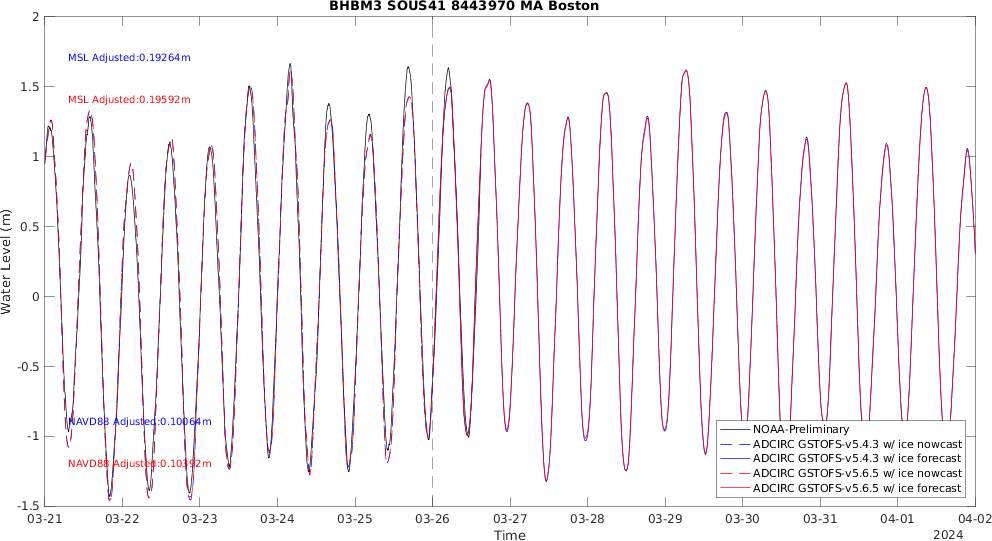 BHBM3 SOUS41 8443970 MA Boston
MSL Adjusted:0.19264m
MSL Adjusted:0.19592m
NAVD88 Adjusted:0.10064m
NAVD88 Adjusted:0.10392m
Water Level (m)
2
1.5
1
0.5
0
-0.5
-1
-1.5
NOAA-Preliminary
ADCIRC GSTOFS-v5.4.3 w/ ice nowcast
ADCIRC GSTOFS-v5.4.3 w/ ice forecast
ADCIRC GSTOFS-v5.6.5 w/ ice nowcast
ADCIRC GSTOFS-v5.6.5 w/ ice forecast
03-21 03-22 03-23 03-24 03-25 03-26 03-27 03-28 03-29 03-30 03-31 04-01 04-02
Time
2024